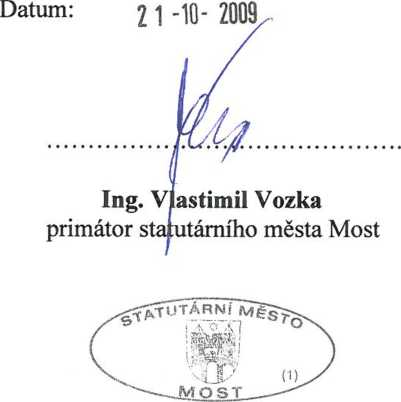 Datum: 21-10-2009
Ing. Vlastimil Vozka
primátor statutárního města Most
STATUTÁRNÍ MĚSTO
(1)
MOST